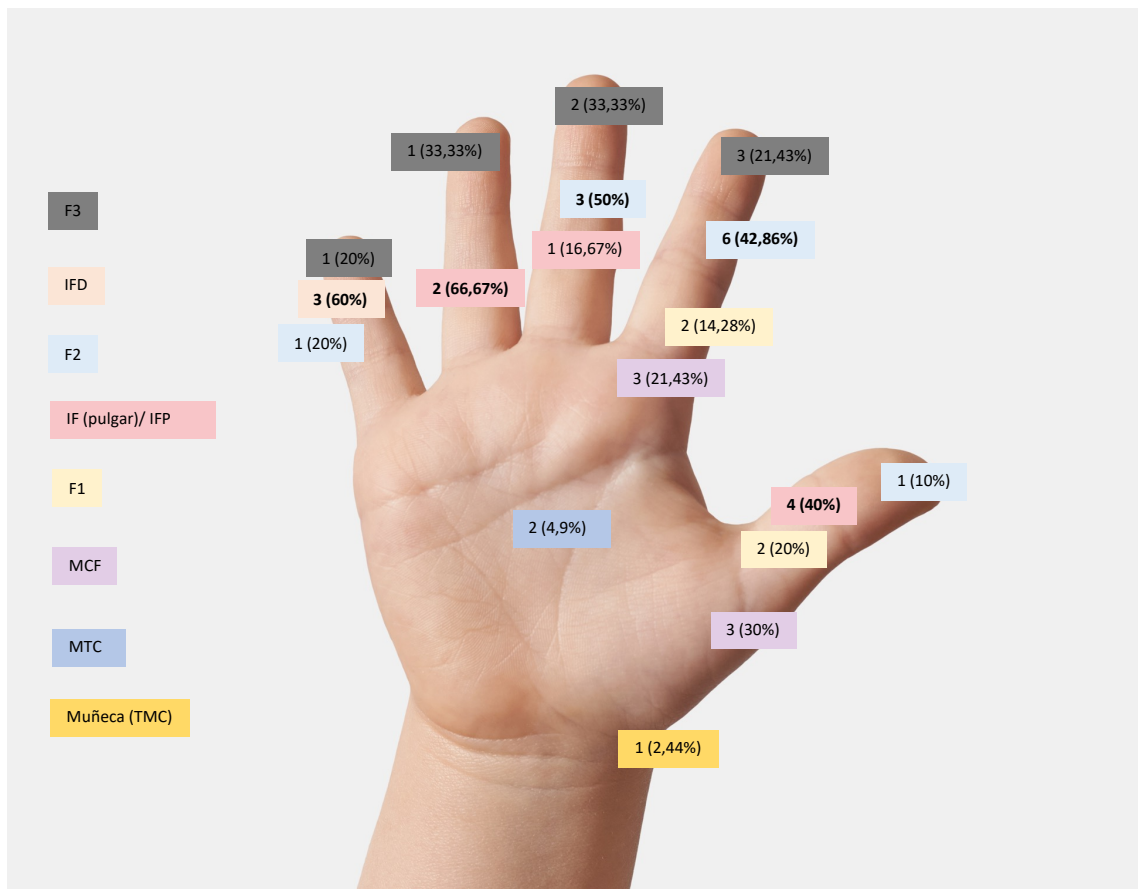 F3
IFD
F2
IF (pulgar)/ IFP
F1
MCF
MTC
Muñeca (TMC)
1 (20%)
3 (60%)
1 (20%)
1 (33,33%)
2 (66,67%)
2 (33,33%)
3 (50%)
1 (16,67%)
3 (21,43%)
6 (42,86%)
2 (14,28%)
3 (21,43%)
1 (10%)
4 (40%)
2 (20%)
3 (30%)
2 (4,9%)
1 (2,44%)